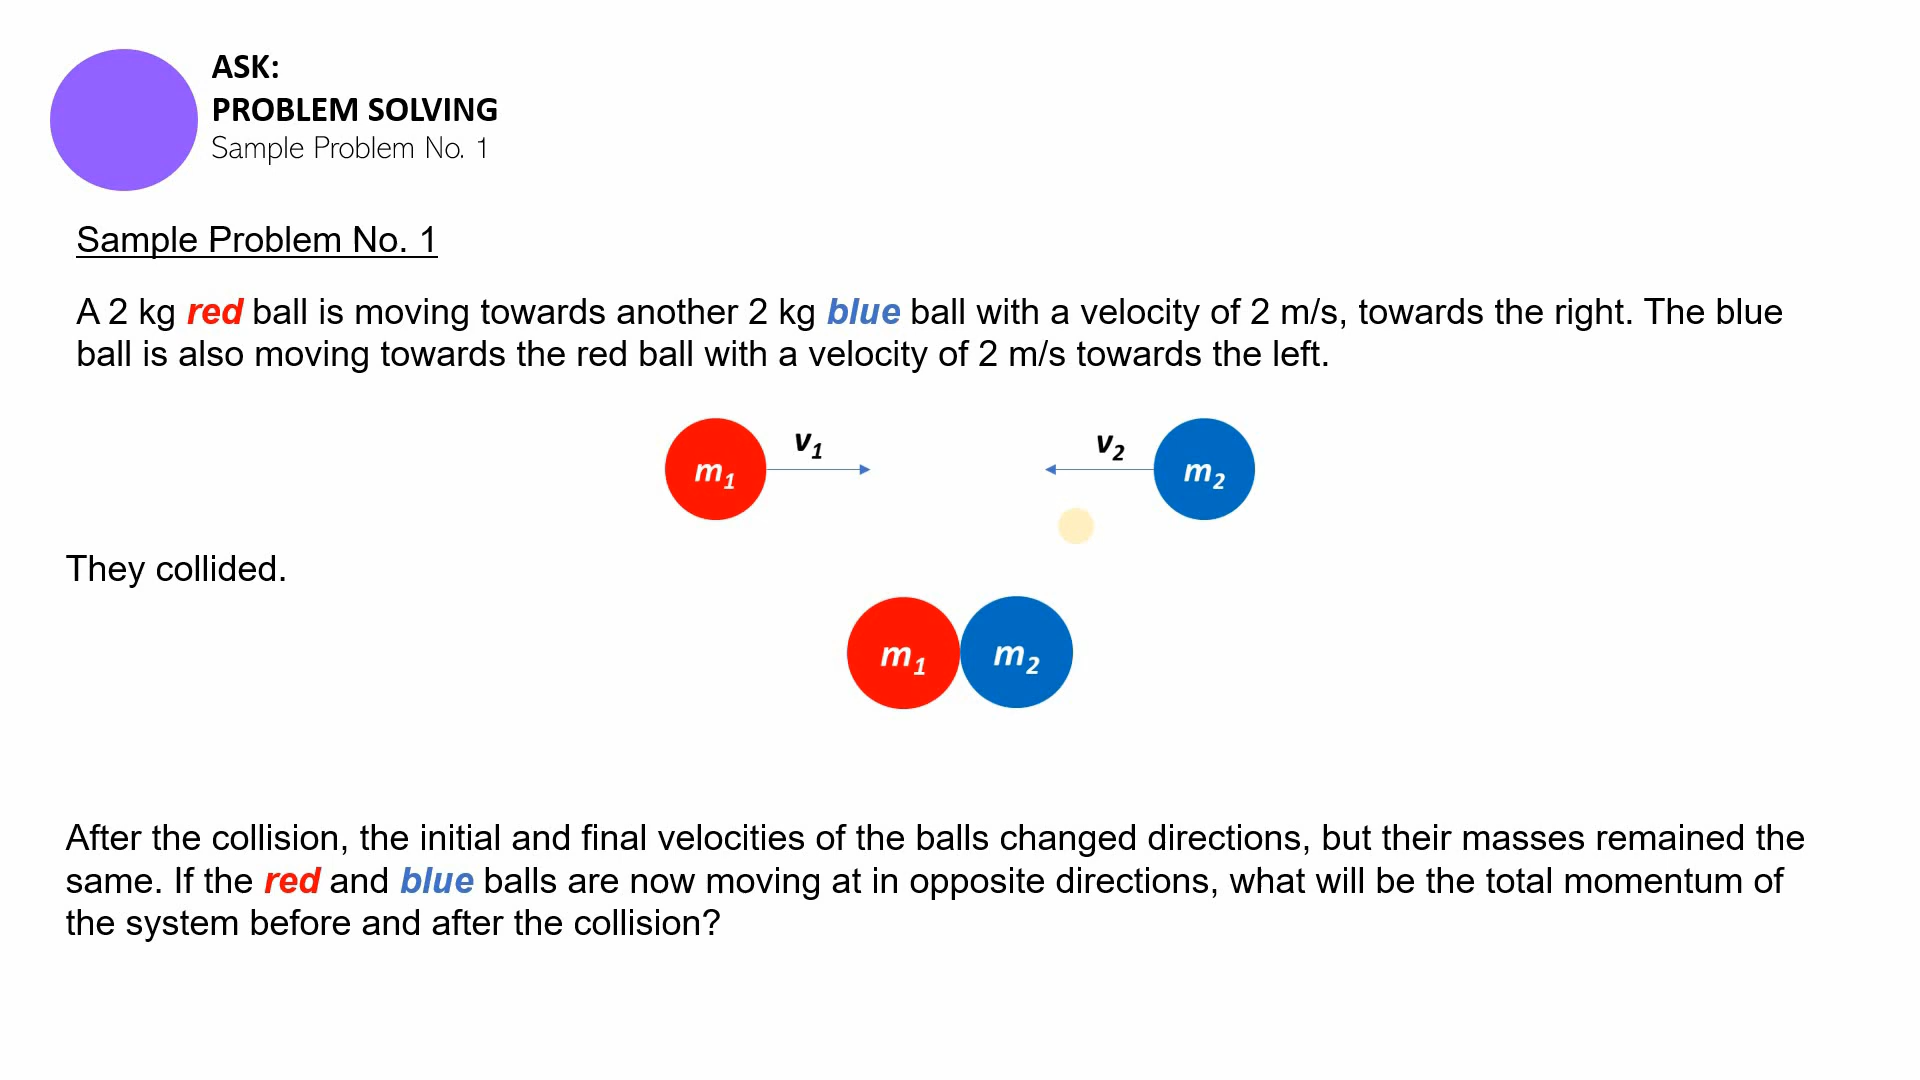 ASK:
PROBLEM SOLVING
Sample Problem No. 1
Sample Problem No. 1
A 2 kg red ball is moving towards another 2 kg blue ball with a velocity of 2 m/s, towards the right. The blue
ball is also moving towards the red ball with a velocity of 2 m/s towards the left.
m₁ v₁ v₂ m₂
They collided.
m₁ m₂
After the collision, the initial and final velocities of the balls changed directions, but their masses remained the
same. If the red and blue balls are now moving at in opposite directions, what will be the total momentum of
the system before and after the collision?